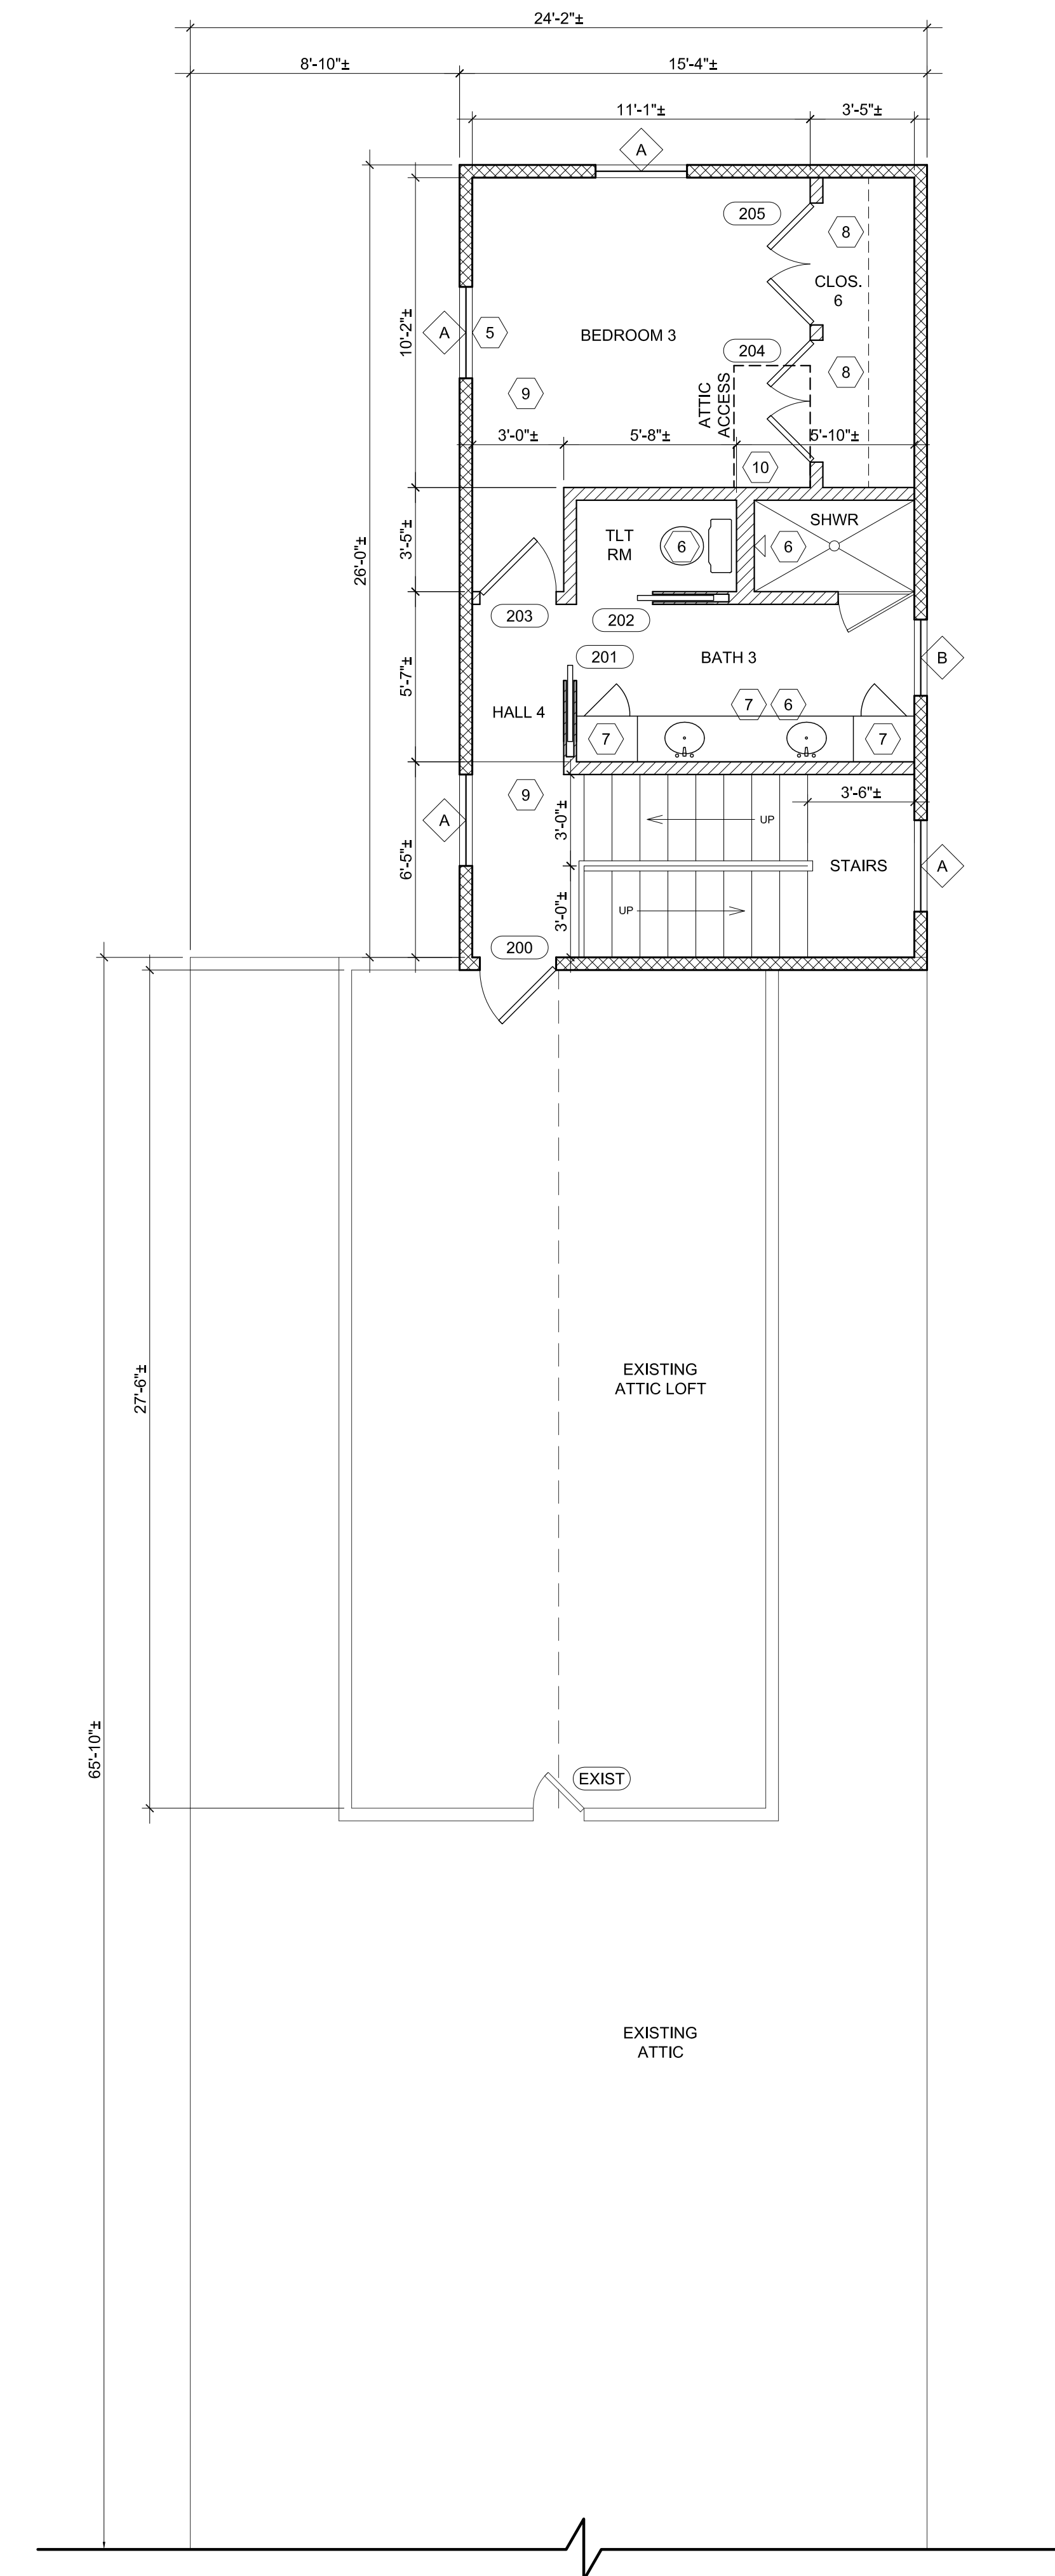 24'-2"±
8'-10"±
15'-4"±
11'-1"±
3'-5"±
A
205
8
CLOS.
6
A
5
BEDROOM 3
10'-2"±
204
8
ATTIC
ACCESS
9
3'-0"±
5'-8"±
5'-10"±
10
SHWR
TLT
RM
6
6
3'-5"±
26'-0"±
203
202
201
BATH 3
B
5'-7"±
HALL 4
7
6
7
7
9
3'-6"±
A
3'-0"±
UP
6'-5"±
STAIRS
A
3'-0"±
UP
200
27'-6"±
EXISTING
ATTIC LOFT
65'-10"±
EXIST
EXISTING
ATTIC